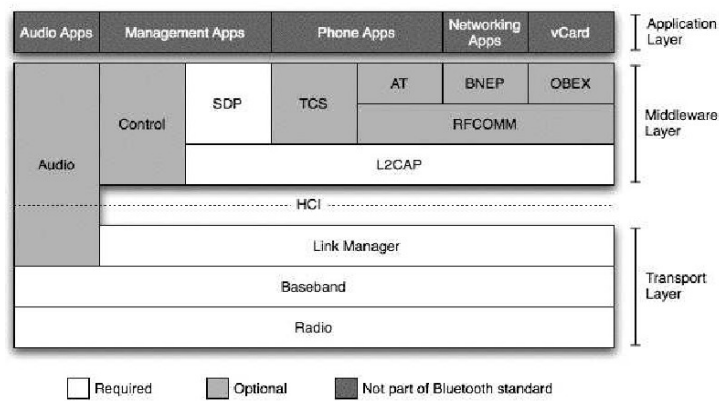 Audio Apps
Management Apps
Phone Apps
Networking
Apps
vCard
Application
Layer
Audio
Control
SDP
TCS
AT
BNEP
OBEX
RFCOMM
L2CAP
Middleware
Layer
HCI
Link Manager
Baseband
Radio
Transport
Layer
Required
Optional
Not part of Bluetooth standard